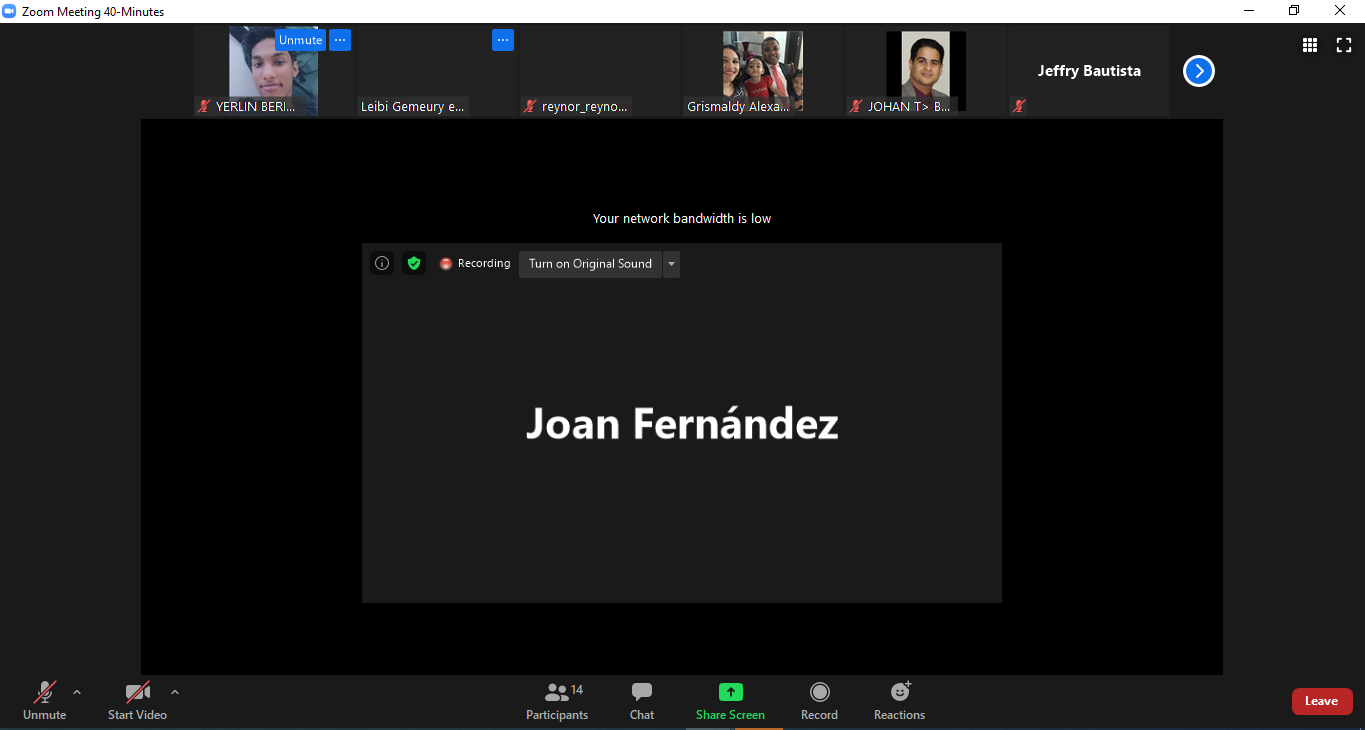 Zoom Meeting 40-Minutes
Unmute
YERLIN BERI...
Leibi Gemeury e...
reynor_reyno...
Grismaldy Alexa...
JOHAN T> B...
Jeffry Bautista
Your network bandwidth is low
Recording
Turn on Original Sound
Joan Fernández
Unmute
Start Video
14
Participants
Chat
Share Screen
Record
Reactions
Leave